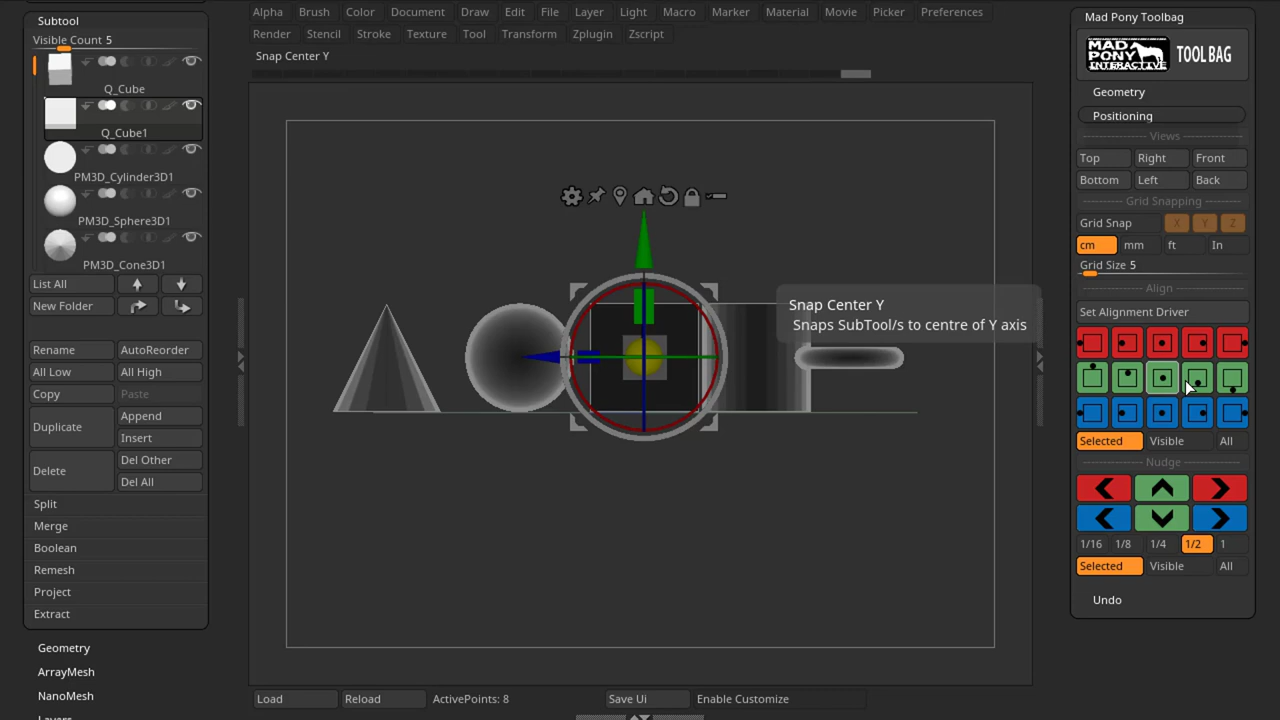 Subtool
Visible Count 5
Q_Cube
Q_Cube1
PM3D_Cylinder3D1
PM3D_Sphere3D1
PM3D_Cone3D1
List All
New Folder
Rename AutoReorder
All Low All High
Copy Paste
Duplicate Append
Insert
Delete Del Other
Del All
Split
Merge
Boolean
Remesh
Project
Extract
Geometry
ArrayMesh
NanoMesh
Layers
Alpha Brush Color Document Draw Edit File Layer Light Macro Marker Material Movie Picker Preferences
Render Stencil Stroke Texture Tool Transform Zplugin Zscript
Snap Center Y
Snap Center Y
Snaps SubTool/s to centre of Y axis
Load Reload ActivePoints: 8 Save Ui Enable Customize
Mad Pony Toolbag
MAD PONY INTERACTIVE TOOL BAG
Geometry
Positioning
Views
Top Right Front
Bottom Left Back
Grid Snapping
Grid Snap X Y Z
cm mm ft In
Grid Size 5
Align
Set Alignment Driver
Selected Visible All
Nudge
1/16 1/8 1/4 1/2 1
Selected Visible All
Undo